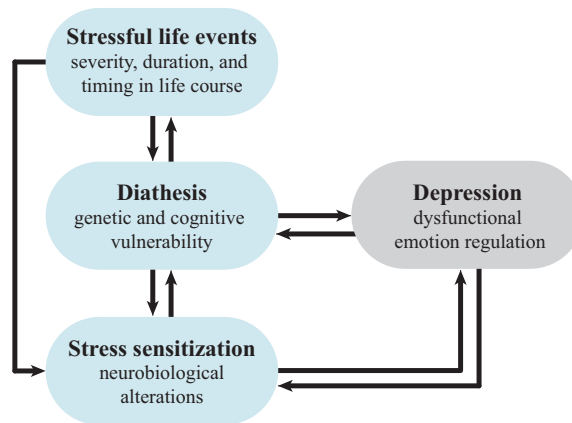 Stressful life events
severity, duration, and
timing in life course
Diathesis
genetic and cognitive
vulnerability
Depression
dysfunctional
emotion regulation
Stress sensitization
neurobiological
alterations